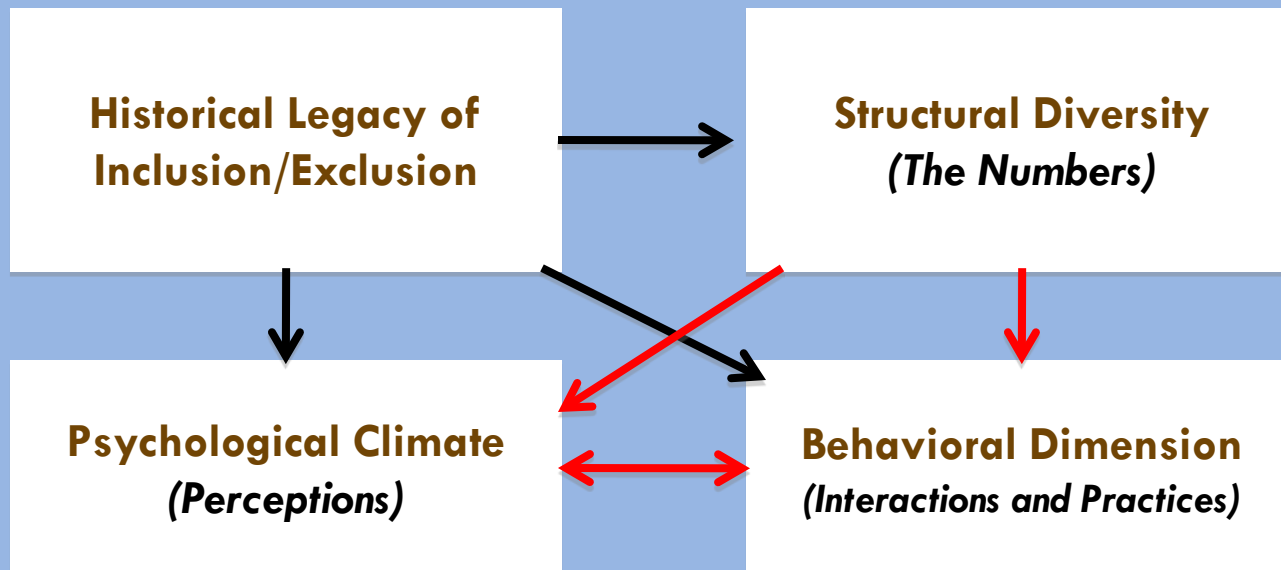 Historical Legacy of
Inclusion/Exclusion
Structural Diversity
(The Numbers)
Psychological Climate
(Perceptions)
Behavioral Dimension
(Interactions and Practices)